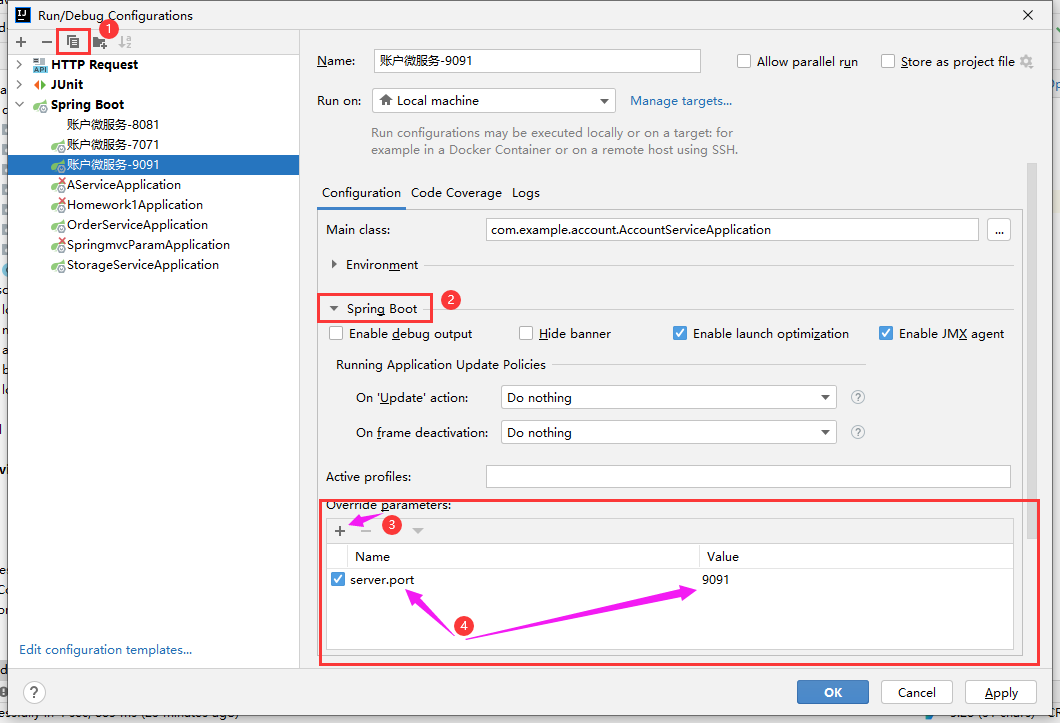 Run/Debug Configurations
1
HTTP Request
JUnit
Spring Boot
账户微服务-8081
账户微服务-7071
账户微服务-9091
AServiceApplication
Homework1Application
OrderServiceApplication
SpringmvcParamApplication
StorageServiceApplication
Edit configuration templates...
Name: 账户微服务-9091 Allow parallel run Store as project file
Run on: Local machine Manage targets...
Run configurations may be executed locally or on a target: for
example in a Docker Container or on a remote host using SSH.
Configuration Code Coverage Logs
Main class: com.example.account.AccountServiceApplication ...
Environment
Spring Boot 2
Enable debug output Hide banner Enable launch optimization Enable JMX agent
Running Application Update Policies
On 'Update' action: Do nothing ?
On frame deactivation: Do nothing ?
Active profiles:
Override parameters:
3
Name Value
server.port 9091
4
? OK Cancel Apply